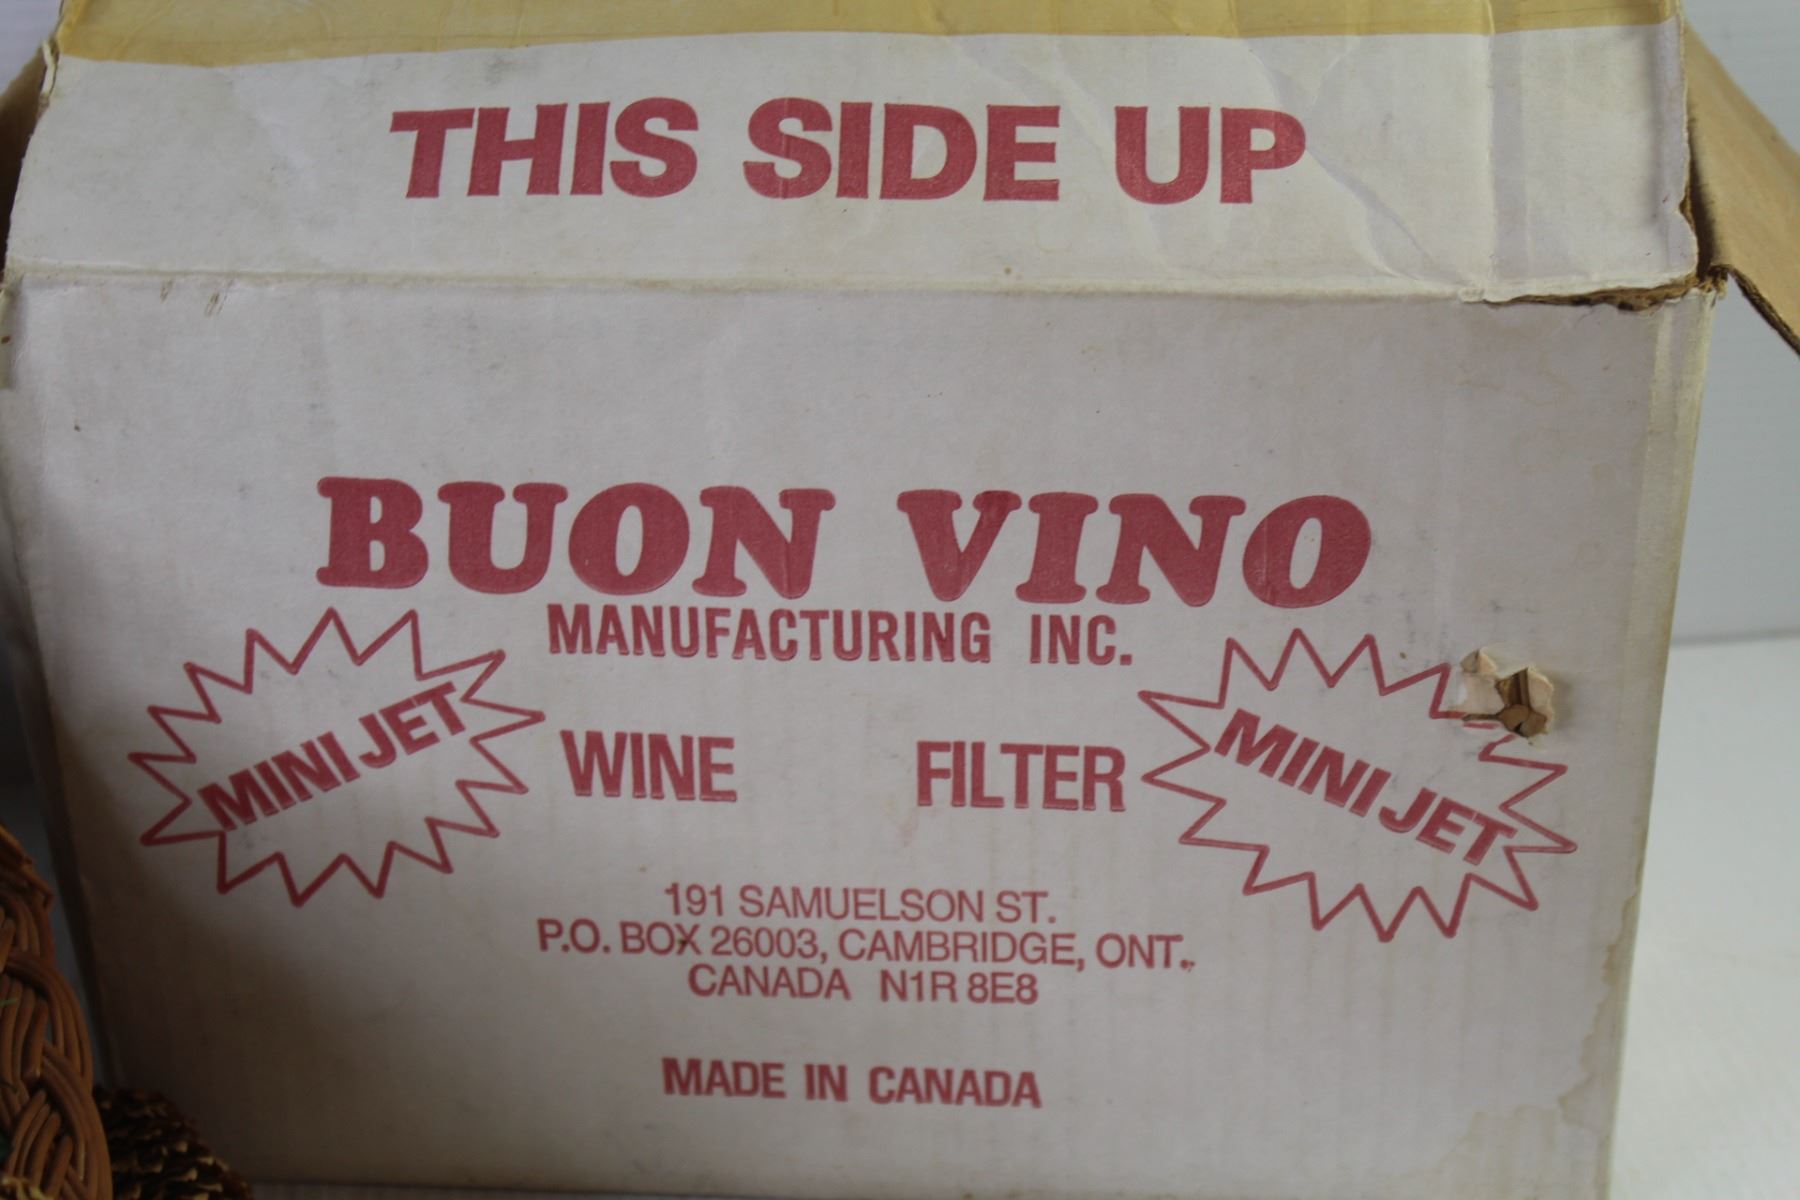 THIS SIDE UP
BUON VINO
MANUFACTURING INC.
MINI JET
WINE FILTER
MINI JET
191 SAMUELSON ST.
P.O. BOX 26003, CAMBRIDGE, ONT.,
CANADA N1R 8E8
MADE IN CANADA